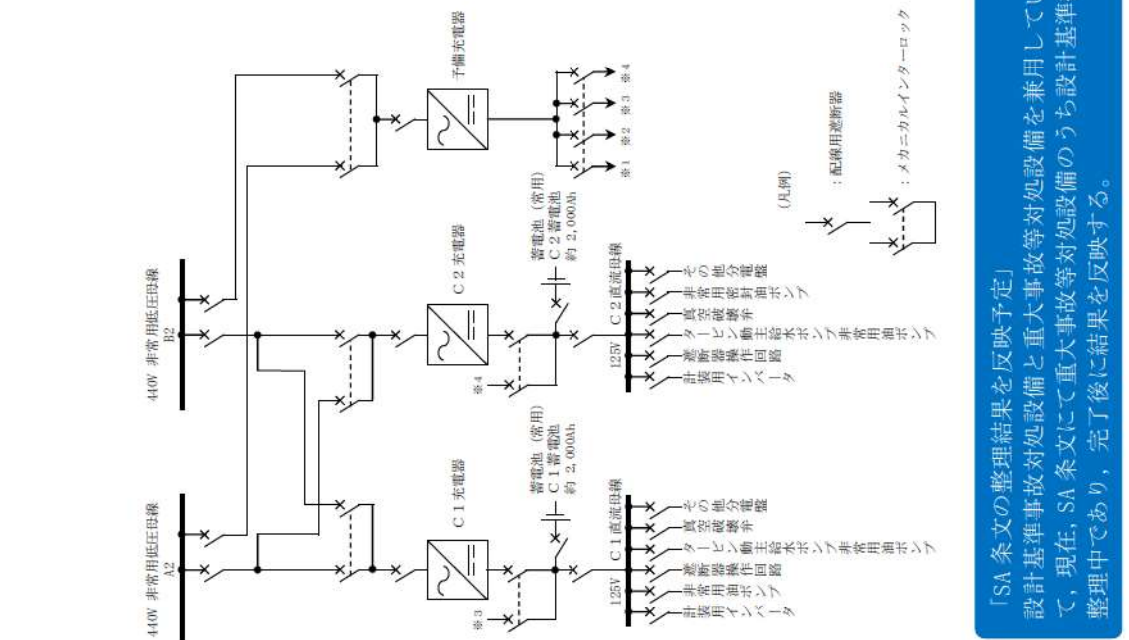 440V 非常用低圧母線
A2
440V 非常用低圧母線
B2
C1充電器
C2充電器
予備充電器
※3
※4
※1
※2
※3
※4
蓄電池（常用）
C1蓄電池
約 2,000Ah
蓄電池（常用）
C2蓄電池
約 2,000Ah
125V C1直流母線
計装用インバータ
非常用油ポンプ
遮断器操作回路
タービン動主給水ポンプ非常用油ポンプ
真空破壊弁
その他分電盤
125V C2直流母線
計装用インバータ
遮断器操作回路
タービン動主給水ポンプ非常用油ポンプ
真空破壊弁
非常用密封油ポンプ
その他分電盤
（凡例）
：配線用遮断器
：メカニカルインターロック
「SA 条文の整理結果を反映予定」
設計基準事故対処設備と重大事故等対処設備を兼用してい
て，現在，SA 条文にて重大事故等対処設備のうち設計基準
整理中であり，完了後に結果を反映する。